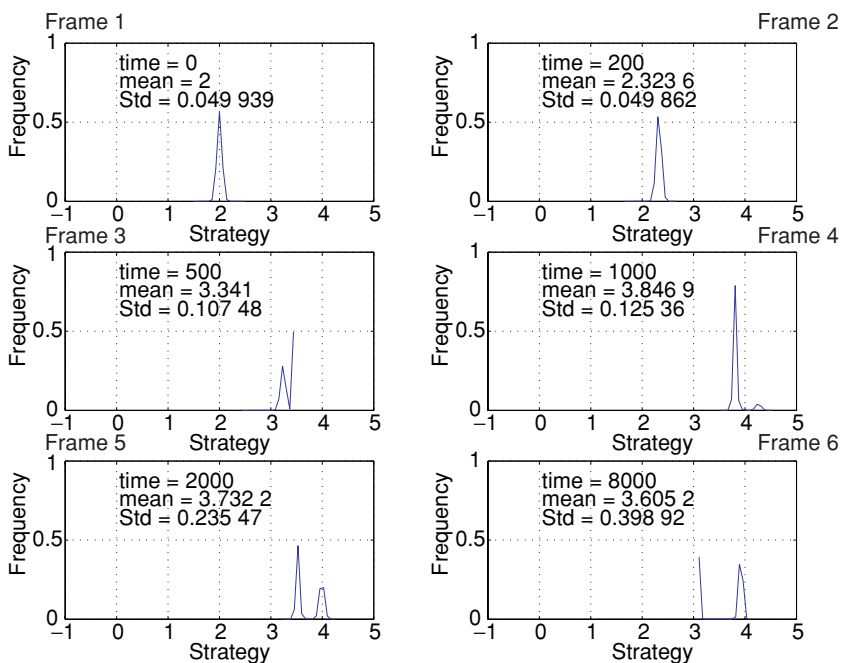 Frame 1
1
time = 0
mean = 2
Std = 0.049 939
Frequency
0.5
0
−1 0 1 2 3 4 5
Strategy
Frame 2
1
time = 200
mean = 2.323 6
Std = 0.049 862
Frequency
0.5
0
−1 0 1 2 3 4 5
Strategy
Frame 3
1
time = 500
mean = 3.341
Std = 0.107 48
Frequency
0.5
0
−1 0 1 2 3 4 5
Strategy
Frame 4
1
time = 1000
mean = 3.846 9
Std = 0.125 36
Frequency
0.5
0
−1 0 1 2 3 4 5
Strategy
Frame 5
1
time = 2000
mean = 3.732 2
Std = 0.235 47
Frequency
0.5
0
−1 0 1 2 3 4 5
Strategy
Frame 6
1
time = 8000
mean = 3.605 2
Std = 0.398 92
Frequency
0.5
0
−1 0 1 2 3 4 5
Strategy